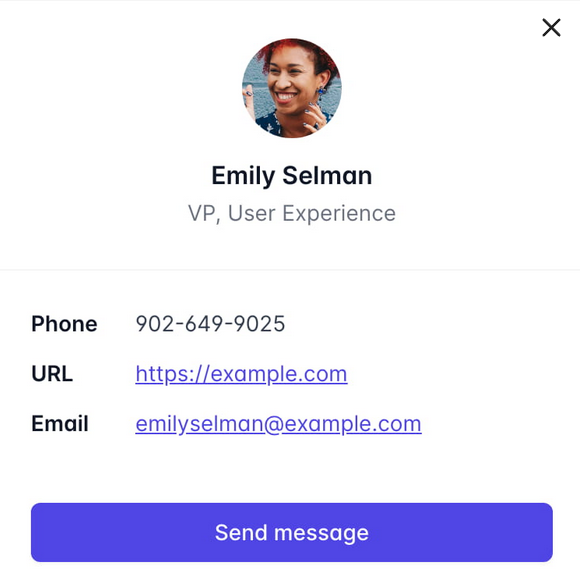 Emily Selman
VP, User Experience
Phone 902-649-9025
URL https://example.com
Email emilyselman@example.com
Send message